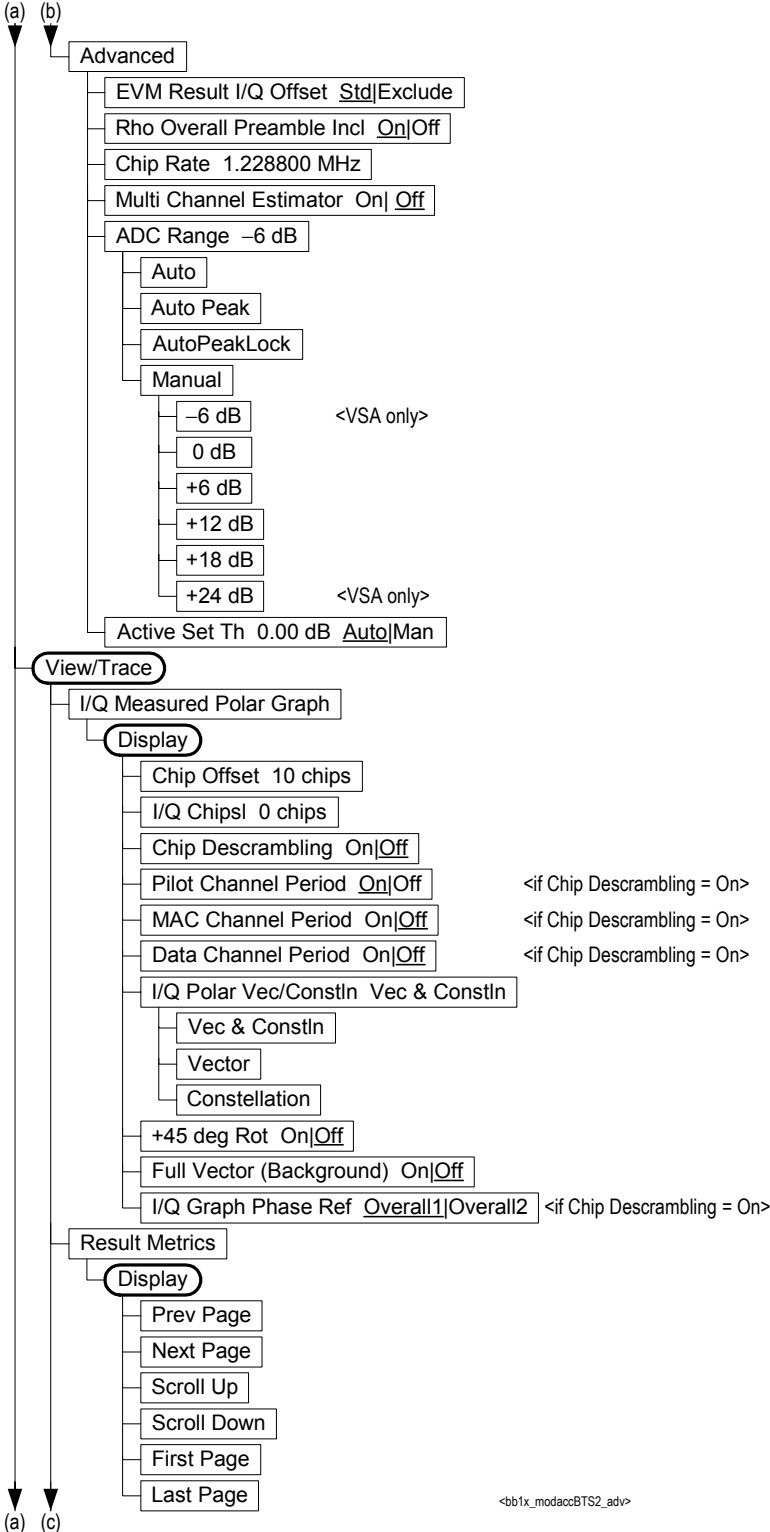 (a) (b)
Advanced
EVM Result I/Q Offset Std|Exclude
Rho Overall Preamble Incl On|Off
Chip Rate 1.228800 MHz
Multi Channel Estimator On| Off
ADC Range –6 dB
Auto
Auto Peak
AutoPeakLock
Manual
–6 dB <VSA only>
0 dB
+6 dB
+12 dB
+18 dB
+24 dB <VSA only>
Active Set Th 0.00 dB Auto|Man
View/Trace
I/Q Measured Polar Graph
Display
Chip Offset 10 chips
I/Q Chipsl 0 chips
Chip Descrambling On|Off
Pilot Channel Period On|Off <if Chip Descrambling = On>
MAC Channel Period On|Off <if Chip Descrambling = On>
Data Channel Period On|Off <if Chip Descrambling = On>
I/Q Polar Vec/Constln Vec & Constln
Vec & Constln
Vector
Constellation
+45 deg Rot On|Off
Full Vector (Background) On|Off
I/Q Graph Phase Ref Overall1|Overall2 <if Chip Descrambling = On>
Result Metrics
Display
Prev Page
Next Page
Scroll Up
Scroll Down
First Page
Last Page
<bb1x_modaccBTS2_adv>
(a) (c)